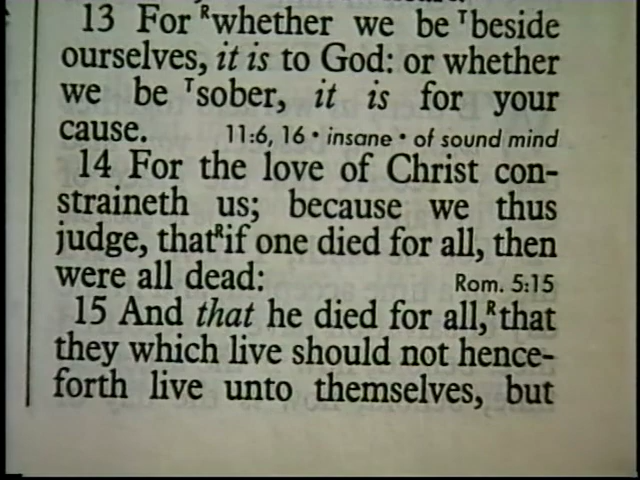 13 For ᴿwhether we be ᵀbeside
ourselves, it is to God: or whether
we be ᵀsober, it is for your
cause. 11:6, 16 • insane • of sound mind
14 For the love of Christ con-
straineth us; because we thus
judge, thatᴿif one died for all, then
were all dead: Rom. 5:15
15 And that he died for all,ᴿthat
they which live should not hence-
forth live unto themselves, but